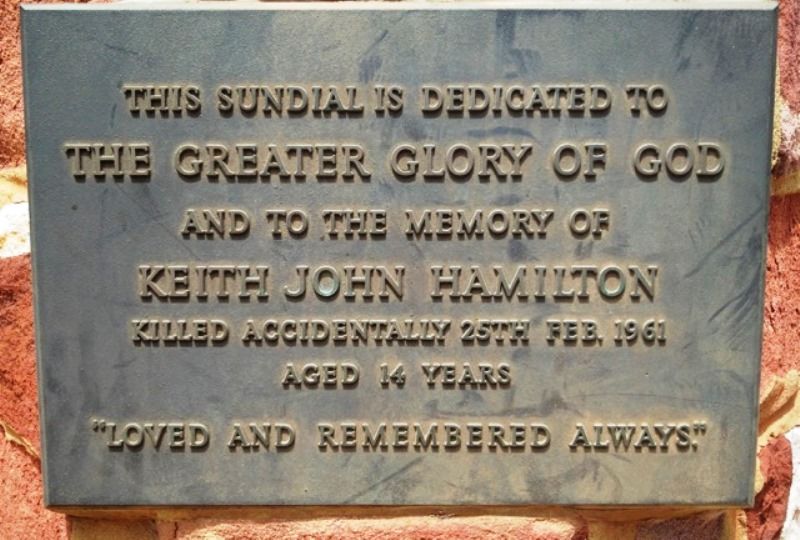 THIS SUNDIAL IS DEDICATED TO
THE GREATER GLORY OF GOD
AND TO THE MEMORY OF
KEITH JOHN HAMILTON
KILLED ACCIDENTALLY 25TH FEB. 1961
AGED 14 YEARS
"LOVED AND REMEMBERED ALWAYS."